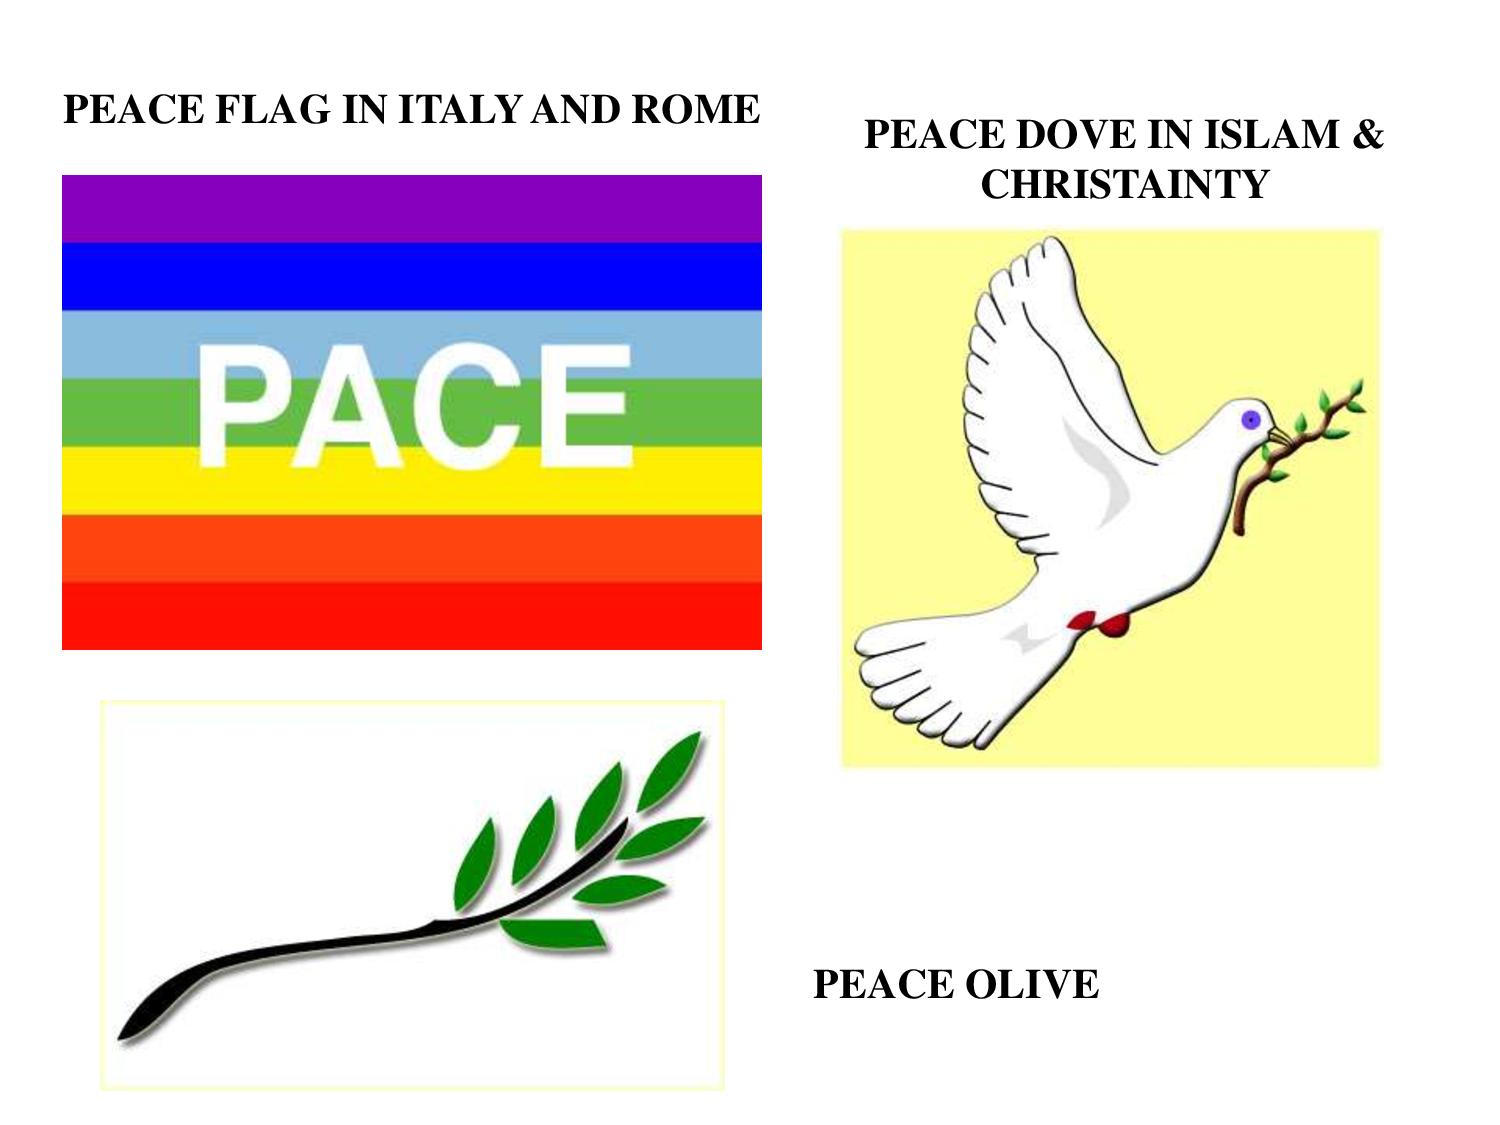 PEACE FLAG IN ITALY AND ROME
PEACE DOVE IN ISLAM &
CHRISTAINTY
PACE
PEACE OLIVE